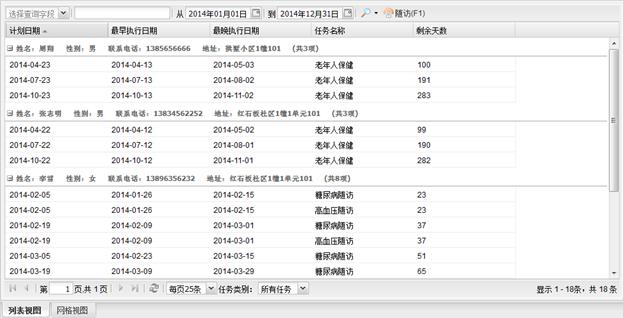 选择查询字段 从 2014年01月01日 到 2014年12月31日 随访(F1)
计划日期 最早执行日期 最晚执行日期 任务名称 剩余天数
姓名：周翔 性别：男 联系电话：1385656666 地址：拱墅小区1幢101 (共3项)
2014-04-23 2014-04-13 2014-05-03 老年人保健 100
2014-07-23 2014-07-13 2014-08-02 老年人保健 191
2014-10-23 2014-10-13 2014-11-02 老年人保健 283
姓名：张志明 性别：男 联系电话：13834562252 地址：红石板社区1幢1单元101 (共3项)
2014-04-22 2014-04-12 2014-05-02 老年人保健 99
2014-07-22 2014-07-12 2014-08-01 老年人保健 190
2014-10-22 2014-10-12 2014-11-01 老年人保健 282
姓名：李雷 性别：女 联系电话：13896356232 地址：红石板社区1幢1单元101 (共8项)
2014-02-05 2014-01-26 2014-02-15 糖尿病随访 23
2014-02-05 2014-01-26 2014-02-15 高血压随访 23
2014-02-19 2014-02-09 2014-03-01 糖尿病随访 37
2014-02-19 2014-02-09 2014-03-01 高血压随访 37
2014-03-05 2014-02-23 2014-03-15 糖尿病随访 51
2014-03-19 2014-03-09 2014-03-29 糖尿病随访 65
第 1 页,共 1 页 每页25条 任务类别： 所有任务 显示 1 - 18条，共 18 条
列表视图 网格视图